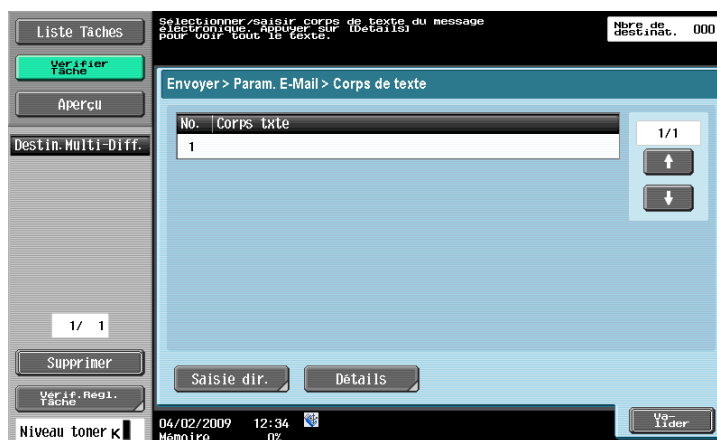 Liste Tâches
Sélectionner/saisir corps de texte du message
électronique. Appuyer sur [Détails]
pour voir tout le texte.
Nbre de
destinat.
000
Vérifier
Tâche
Aperçu
Envoyer > Param. E-Mail > Corps de texte
No. Corps txte
1
1/1
Destin.Multi-Diff.
1/ 1
Supprimer
Vérif.Régl.
Tâche
Saisie dir.
Détails
Niveau toner K
04/02/2009 12:34
Mémoire 0%
Va-
lider